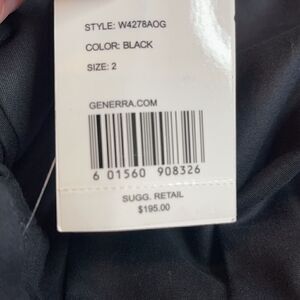 STYLE: W4278AOG
COLOR: BLACK
SIZE: 2
GENERRA.COM
6 01560 908326
SUGG. RETAIL
$195.00